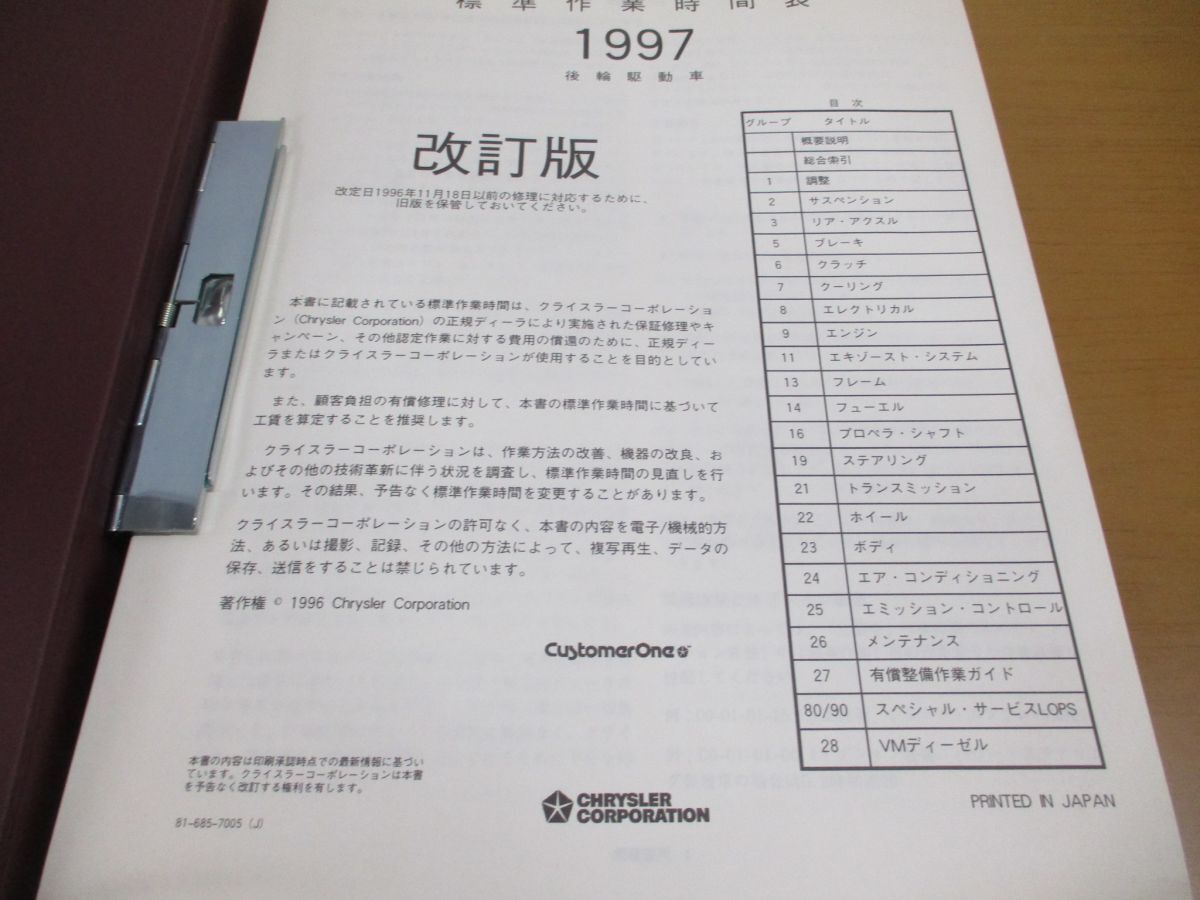 標準作業時間表
1997
後輪駆動車
改訂版
改定日1996年11月18日以前の修理に対応するために、
旧版を保管しておいてください。
本書に記載されている標準作業時間は、クライスラーコーポレーショ
ン（Chrysler Corporation）の正規ディーラにより実施された保証修理やキ
ャンペーン、その他認定作業に対する費用の償還のために、正規ディー
ラまたはクライスラーコーポレーションが使用することを目的としてい
ます。
また、顧客負担の有償修理に対して、本書の標準作業時間に基づいて
工賃を算定することを推奨します。
クライスラーコーポレーションは、作業方法の改善、機器の改良、お
よびその他の技術革新に伴う状況を調査し、標準作業時間の見直しを行
います。その結果、予告なく標準作業時間を変更することがあります。
クライスラーコーポレーションの許可なく、本書の内容を電子/機械的方
法、あるいは撮影、記録、その他の方法によって、複写再生、データの
保存、送信をすることは禁じられています。
著作権 © 1996 Chrysler Corporation
CustomerOne
本書の内容は印刷承認時点での最新情報に基づい
ています。クライスラーコーポレーションは本書
を予告なく改訂する権利を有します。
81-685-7005（J）
CHRYSLER
CORPORATION
目 次
グループ タイトル
概要説明
総合索引
1 調整
2 サスペンション
3 リア・アクスル
5 ブレーキ
6 クラッチ
7 クーリング
8 エレクトリカル
9 エンジン
11 エキゾースト・システム
13 フレーム
14 フューエル
16 プロペラ・シャフト
19 ステアリング
21 トランスミッション
22 ホイール
23 ボディ
24 エア・コンディショニング
25 エミッション・コントロール
26 メンテナンス
27 有償整備作業ガイド
80/90 スペシャル・サービスLOPS
28 VMディーゼル
PRINTED IN JAPAN